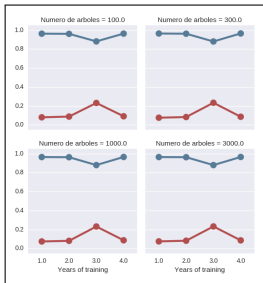 Numero de arboles = 100.0
Numero de arboles = 300.0
1.0
0.8
0.6
0.4
0.2
0.0
Numero de arboles = 1000.0
Numero de arboles = 3000.0
1.0
0.8
0.6
0.4
0.2
0.0
1.0 2.0 3.0 4.0
1.0 2.0 3.0 4.0
Years of training
Years of training